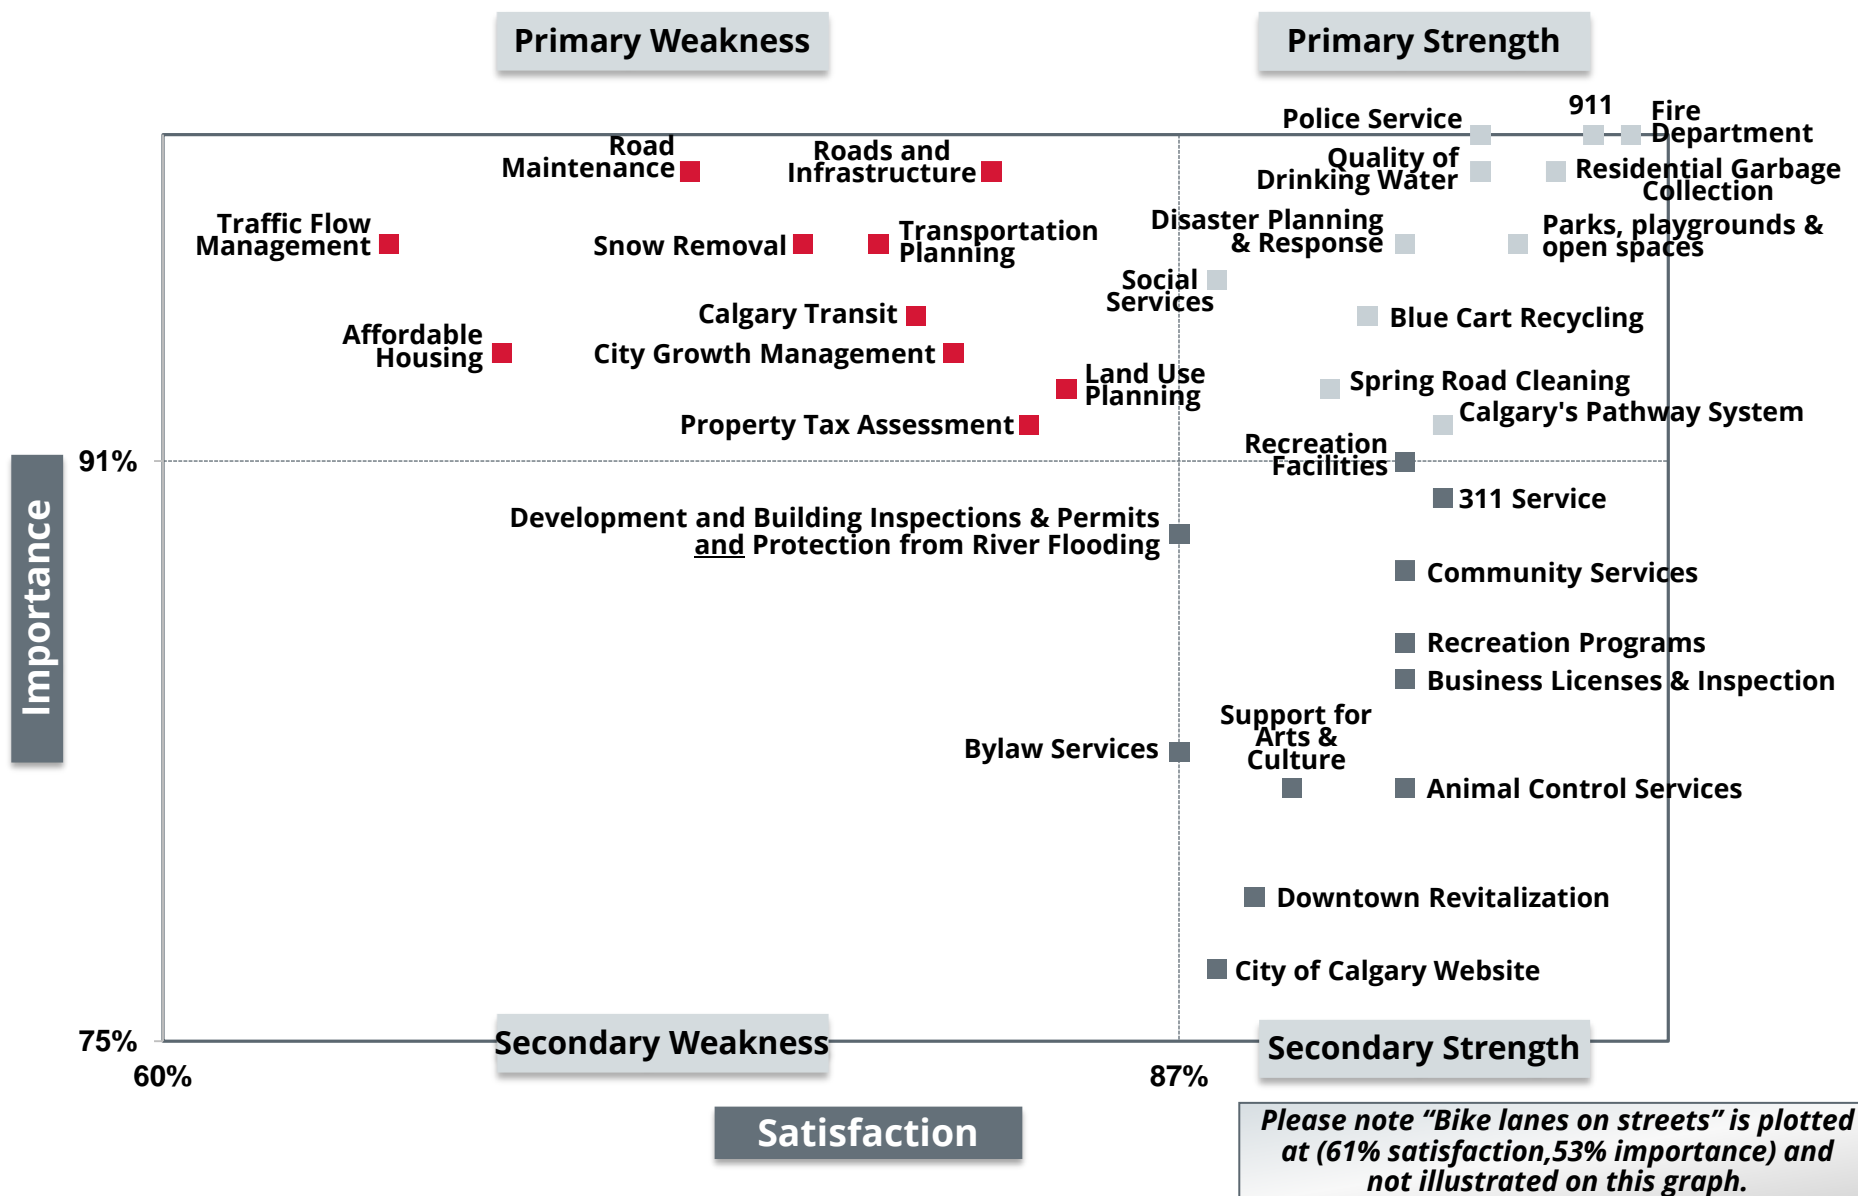 Primary Weakness
Primary Strength
911
Fire
Department
Police Service
Road
Maintenance
Roads and
Infrastructure
Quality of
Drinking Water
Residential Garbage
Collection
Traffic Flow
Management
Snow Removal
Transportation
Planning
Disaster Planning
& Response
Parks, playgrounds &
open spaces
Social
Services
Calgary Transit
Blue Cart Recycling
Affordable
Housing
City Growth Management
Land Use
Planning
Spring Road Cleaning
Property Tax Assessment
Calgary's Pathway System
Recreation
Facilities
91%
311 Service
Development and Building Inspections & Permits
and Protection from River Flooding
Community Services
Importance
Recreation Programs
Business Licenses & Inspection
Support for
Arts &
Culture
Bylaw Services
Animal Control Services
Downtown Revitalization
City of Calgary Website
75%
Secondary Weakness
Secondary Strength
60%
87%
Satisfaction
Please note “Bike lanes on streets” is plotted
at (61% satisfaction,53% importance) and
not illustrated on this graph.